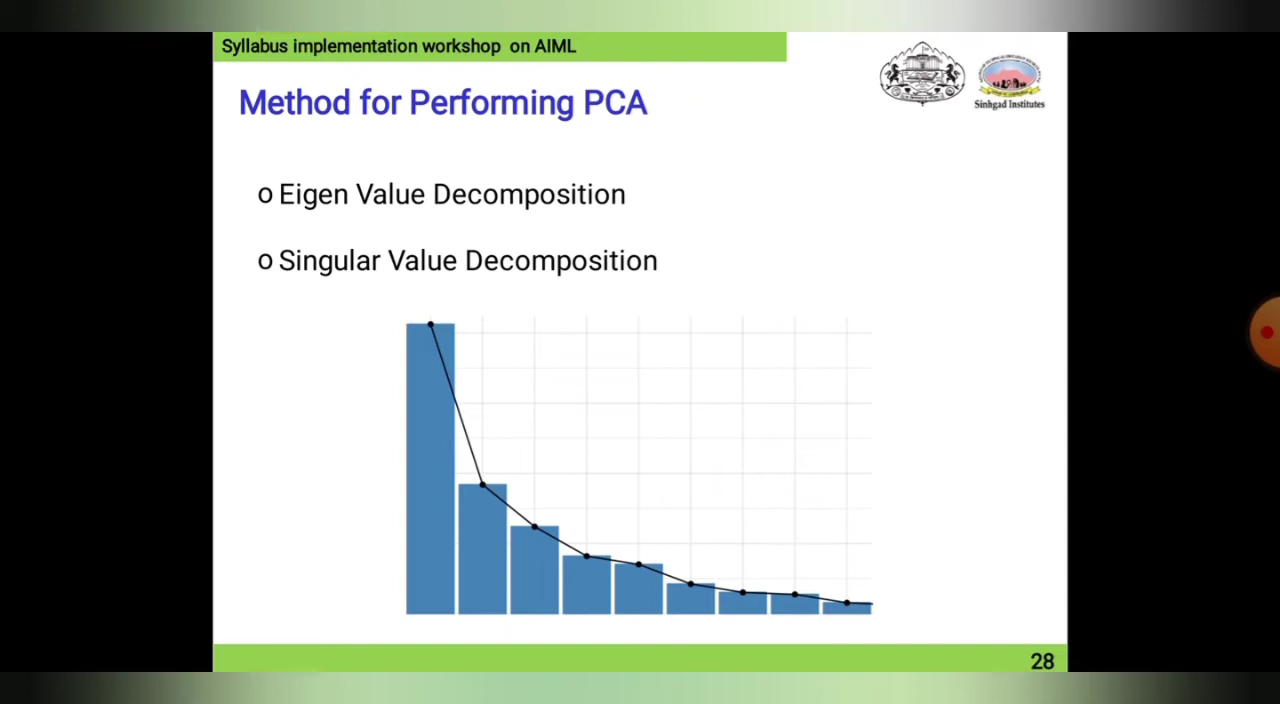 Syllabus implementation workshop on AIML
Sinhgad Institutes
Method for Performing PCA
o Eigen Value Decomposition
o Singular Value Decomposition
28